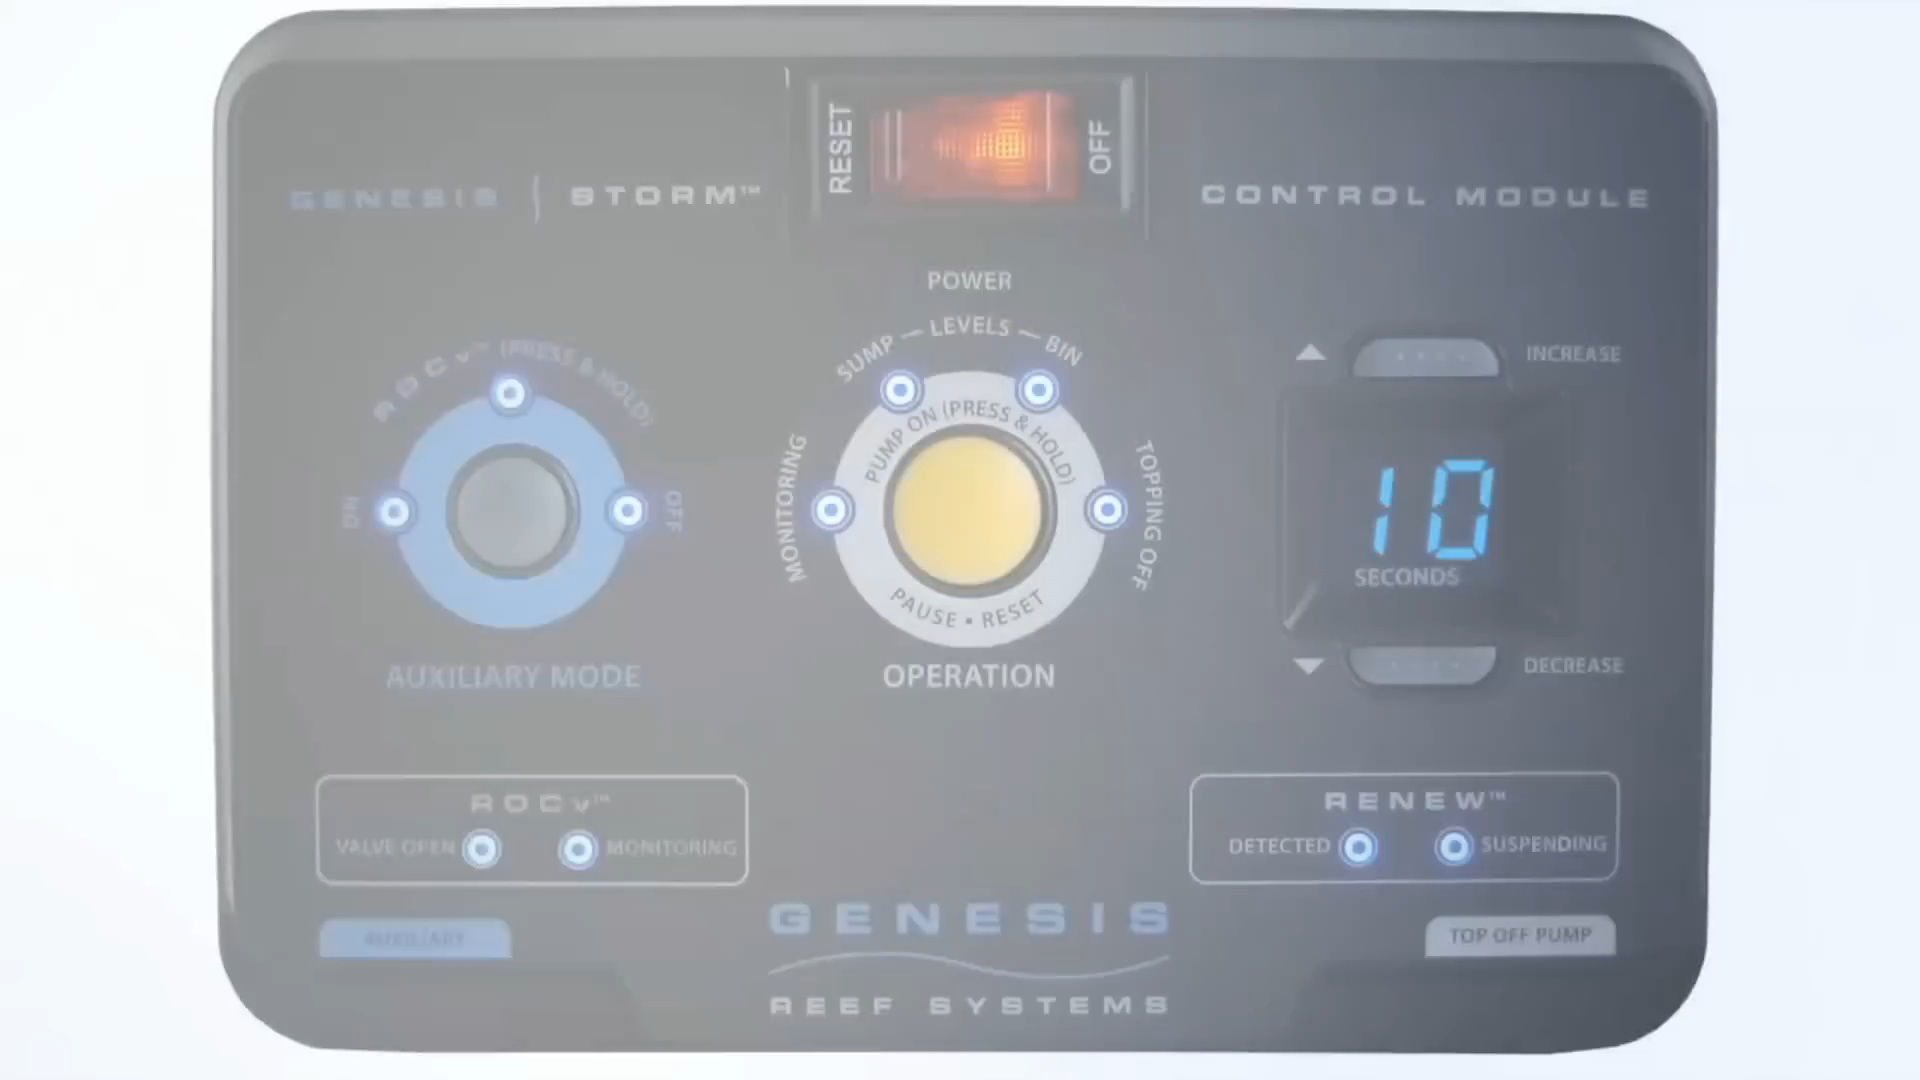 RESET
OFF
GENESIS STORM™
CONTROL MODULE
POWER
SUMP — LEVELS — BIN
ROCv™ (PRESS & HOLD)
ON
OFF
AUXILIARY MODE
MONITORING
PUMP ON (PRESS & HOLD)
TOPPING OFF
PAUSE • RESET
OPERATION
INCREASE
10
SECONDS
DECREASE
ROCv™
VALVE OPEN
MONITORING
RENEW™
DETECTED
SUSPENDING
AUXILIARY
GENESIS
REEF SYSTEMS
TOP OFF PUMP